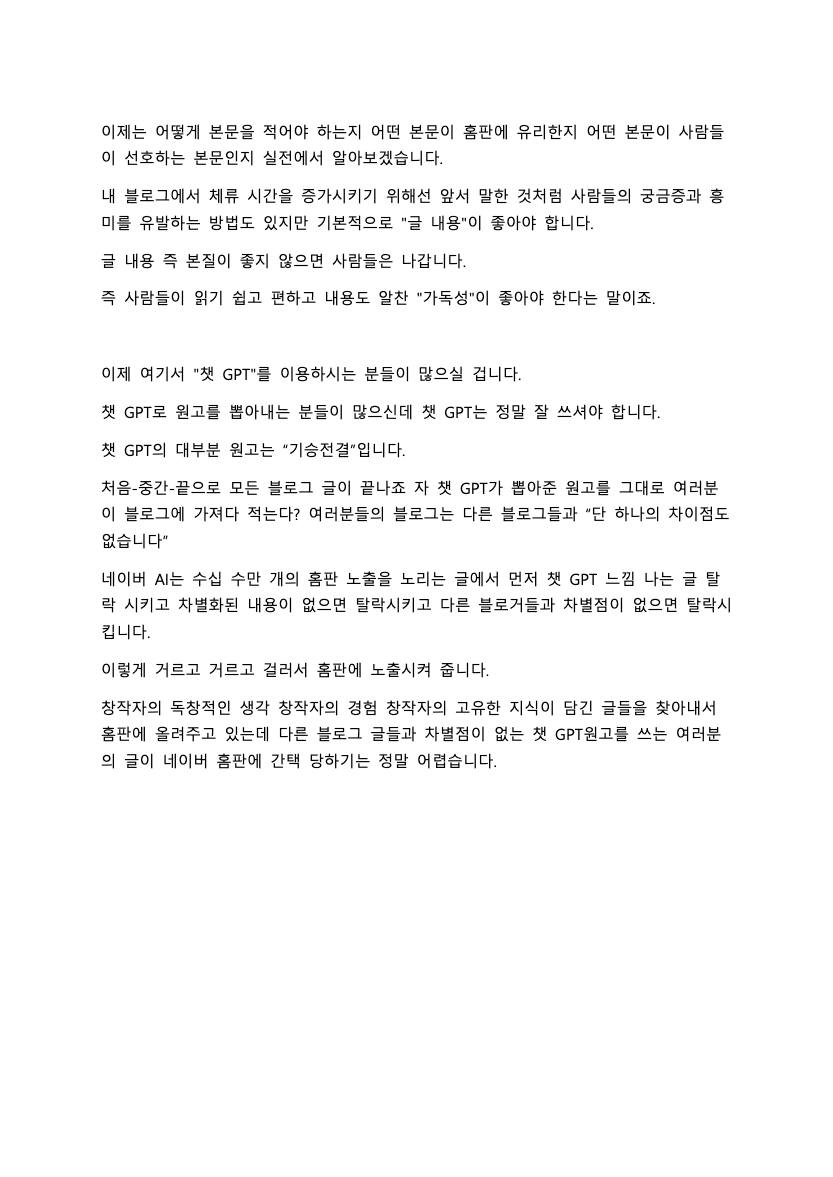 이제는 어떻게 본문을 적어야 하는지 어떤 본문이 홈판에 유리한지 어떤 본문이 사람들
이 선호하는 본문인지 실전에서 알아보겠습니다.
내 블로그에서 체류 시간을 증가시키기 위해선 앞서 말한 것처럼 사람들의 궁금증과 흥
미를 유발하는 방법도 있지만 기본적으로 "글 내용"이 좋아야 합니다.
글 내용 즉 본질이 좋지 않으면 사람들은 나갑니다.
즉 사람들이 읽기 쉽고 편하고 내용도 알찬 "가독성"이 좋아야 한다는 말이죠.
이제 여기서 "챗 GPT"를 이용하시는 분들이 많으실 겁니다.
챗 GPT로 원고를 뽑아내는 분들이 많으신데 챗 GPT는 정말 잘 쓰셔야 합니다.
챗 GPT의 대부분 원고는 “기승전결”입니다.
처음-중간-끝으로 모든 블로그 글이 끝나죠 자 챗 GPT가 뽑아준 원고를 그대로 여러분
이 블로그에 가져다 적는다? 여러분들의 블로그는 다른 블로그들과 “단 하나의 차이점도
없습니다”
네이버 AI는 수십 수만 개의 홈판 노출을 노리는 글에서 먼저 챗 GPT 느낌 나는 글 탈
락 시키고 차별화된 내용이 없으면 탈락시키고 다른 블로거들과 차별점이 없으면 탈락시
킵니다.
이렇게 거르고 거르고 걸러서 홈판에 노출시켜 줍니다.
창작자의 독창적인 생각 창작자의 경험 창작자의 고유한 지식이 담긴 글들을 찾아내서
홈판에 올려주고 있는데 다른 블로그 글들과 차별점이 없는 챗 GPT원고를 쓰는 여러분
의 글이 네이버 홈판에 간택 당하기는 정말 어렵습니다.